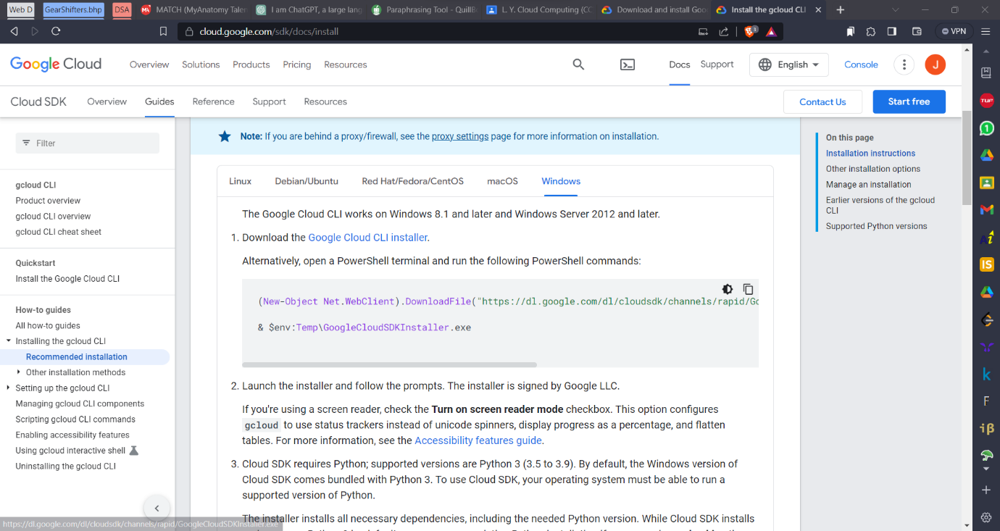 Web D
GearShifters.bhp
DSA
MATCH (MyAnatomy Talen
I am ChatGPT, a large lang
Paraphrasing Tool - QuillB
L. Y. Cloud Computing (CC
Download and install Goo
Install the gcloud CLI
cloud.google.com/sdk/docs/install
3
VPN
Google Cloud
Overview
Solutions
Products
Pricing
Resources
Docs
Support
English
Console
J
Cloud SDK
Overview
Guides
Reference
Support
Resources
Contact Us
Start free
Filter
gcloud CLI
Product overview
gcloud CLI overview
gcloud CLI cheat sheet
Quickstart
Install the Google Cloud CLI
How-to guides
All how-to guides
Installing the gcloud CLI
Recommended installation
Other installation methods
Setting up the gcloud CLI
Managing gcloud CLI components
Scripting gcloud CLI commands
Enabling accessibility features
Using gcloud interactive shell
Uninstalling the gcloud CLI
https://dl.google.com/dl/cloudsdk/channels/rapid/GoogleCloudSDKInstaller.exe
Note: If you are behind a proxy/firewall, see the proxy settings page for more information on installation.
Linux
Debian/Ubuntu
Red Hat/Fedora/CentOS
macOS
Windows
The Google Cloud CLI works on Windows 8.1 and later and Windows Server 2012 and later.
1. Download the Google Cloud CLI installer.
Alternatively, open a PowerShell terminal and run the following PowerShell commands:
(New-Object Net.WebClient).DownloadFile("https://dl.google.com/dl/cloudsdk/channels/rapid/Go
& $env:Temp\GoogleCloudSDKInstaller.exe
2. Launch the installer and follow the prompts. The installer is signed by Google LLC.
If you're using a screen reader, check the Turn on screen reader mode checkbox. This option configures
gcloud to use status trackers instead of unicode spinners, display progress as a percentage, and flatten
tables. For more information, see the Accessibility features guide.
3. Cloud SDK requires Python; supported versions are Python 3 (3.5 to 3.9). By default, the Windows version of
Cloud SDK comes bundled with Python 3. To use Cloud SDK, your operating system must be able to run a
supported version of Python.
The installer installs all necessary dependencies, including the needed Python version. While Cloud SDK installs
On this page
Installation instructions
Other installation options
Manage an installation
Earlier versions of the gcloud
CLI
Supported Python versions
TUF
1
IS
k
F
iβ